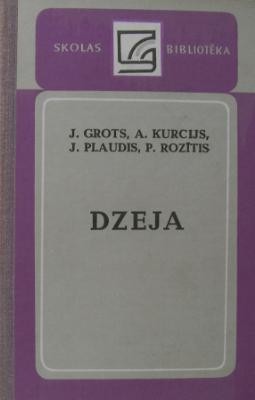 SKOLAS BIBLIOTĒKA
J. GROTS, A. KURCIJS,
J. PLAUDIS, P. ROZĪTIS
DZEJA